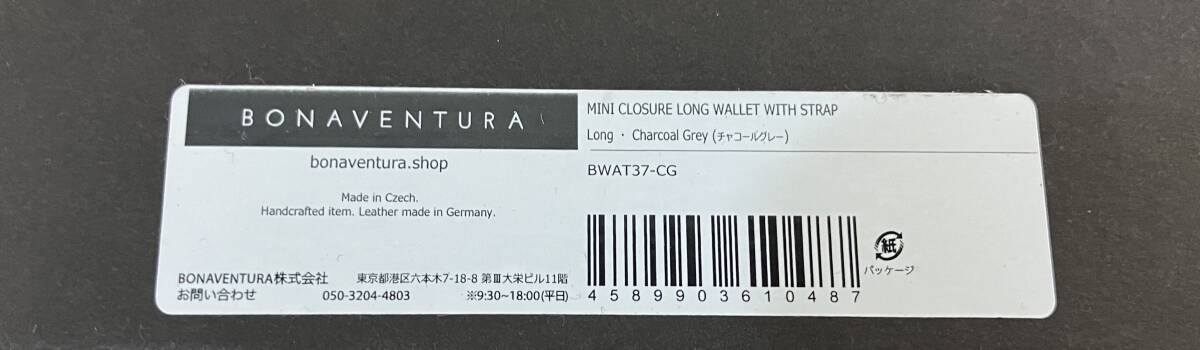 BONAVENTURA
bonaventura.shop
Made in Czech.
Handcrafted item. Leather made in Germany.
BONAVENTURA株式会社 東京都港区六本木7-18-8 第Ⅲ大栄ビル11階
お問い合わせ 050-3204-4803 ※9:30~18:00(平日)
MINI CLOSURE LONG WALLET WITH STRAP
Long ・ Charcoal Grey (チャコールグレー)
BWAT37-CG
4589903610487
紙
パッケージ